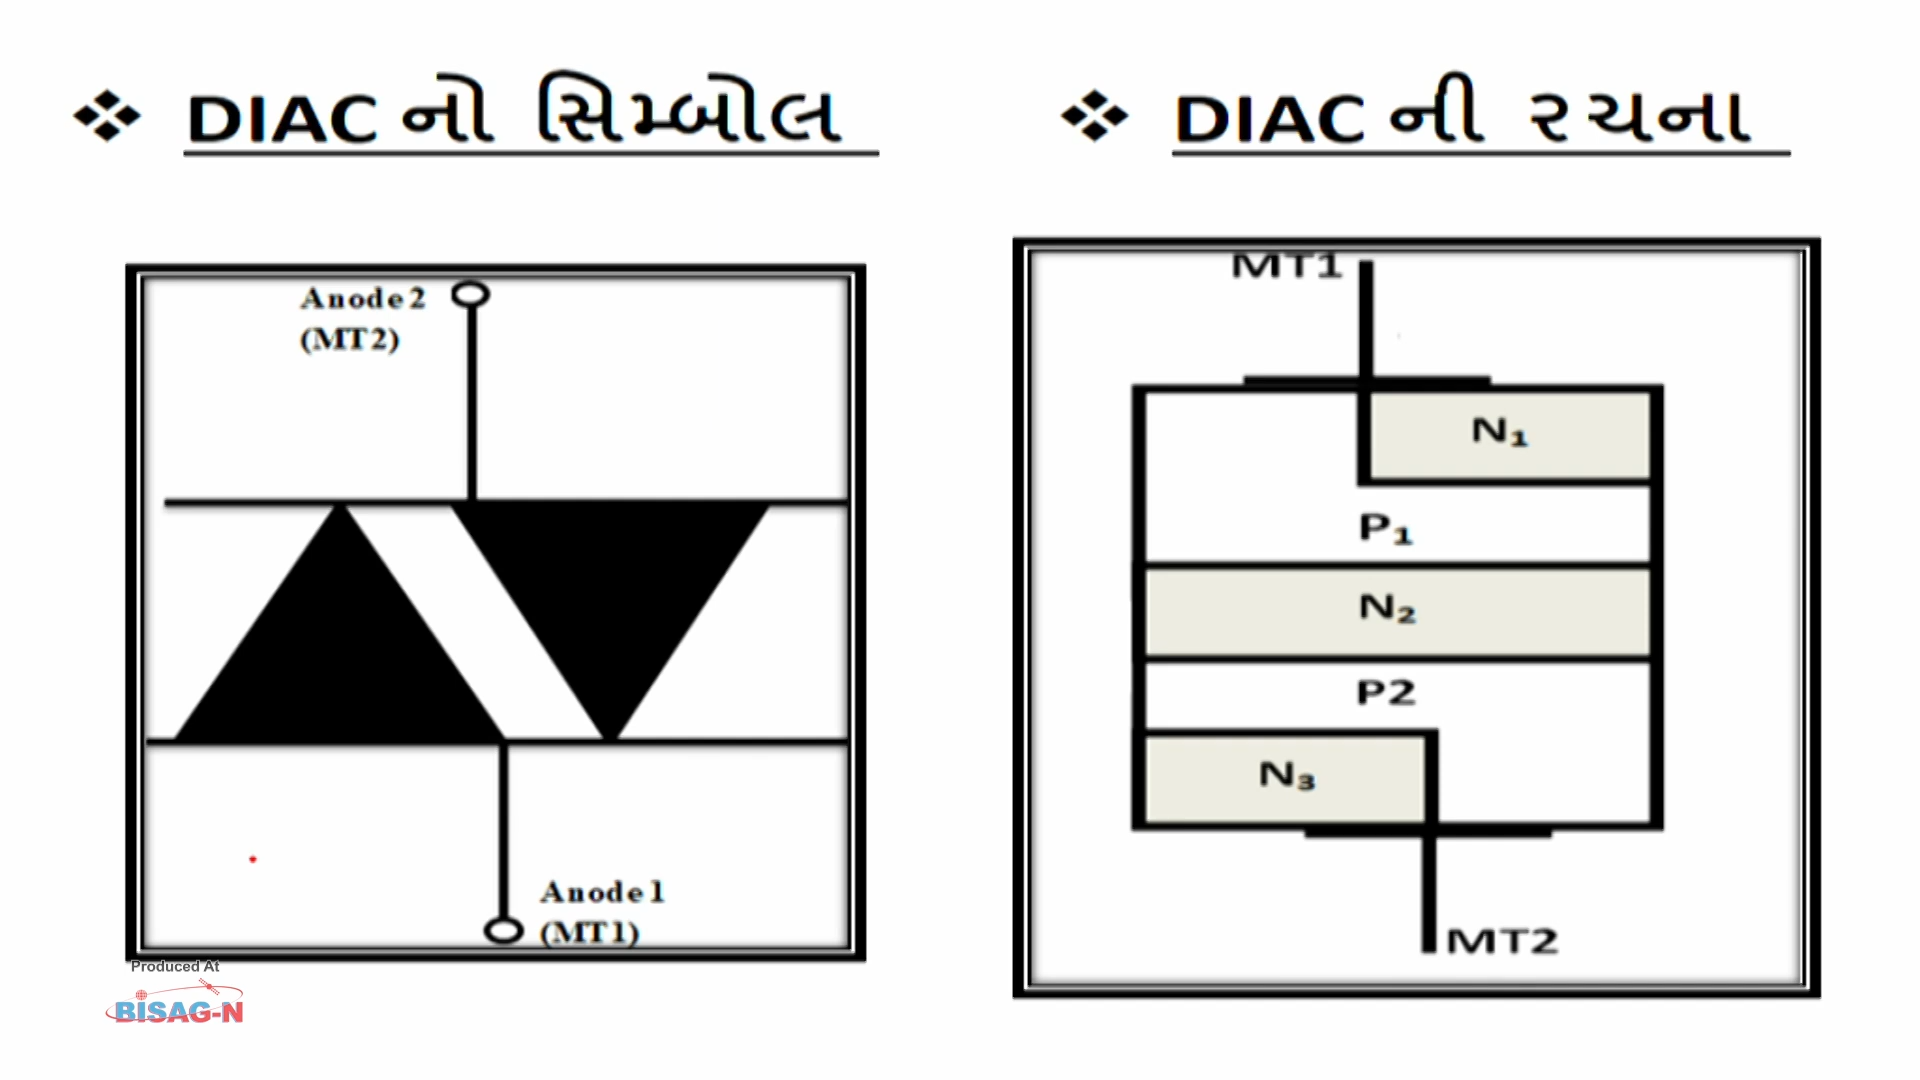 ❖ DIAC નો સિમ્બોલ
Anode2
(MT2)
Anode1
(MT1)
❖ DIAC ની રચના
MT1
N₁
P₁
N₂
P2
N₃
MT2
Produced At
BISAG-N